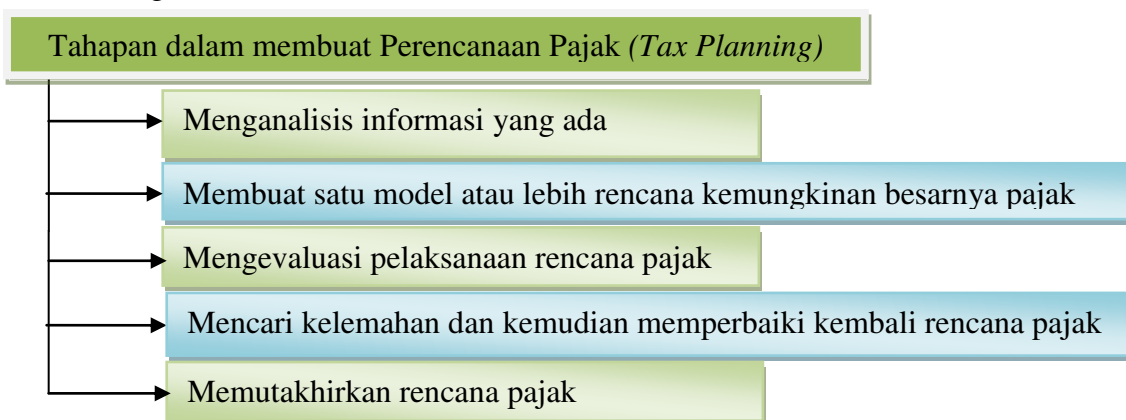 Tahapan dalam membuat Perencanaan Pajak (Tax Planning)
Menganalisis informasi yang ada
Membuat satu model atau lebih rencana kemungkinan besarnya pajak
Mengevaluasi pelaksanaan rencana pajak
Mencari kelemahan dan kemudian memperbaiki kembali rencana pajak
Memutakhirkan rencana pajak